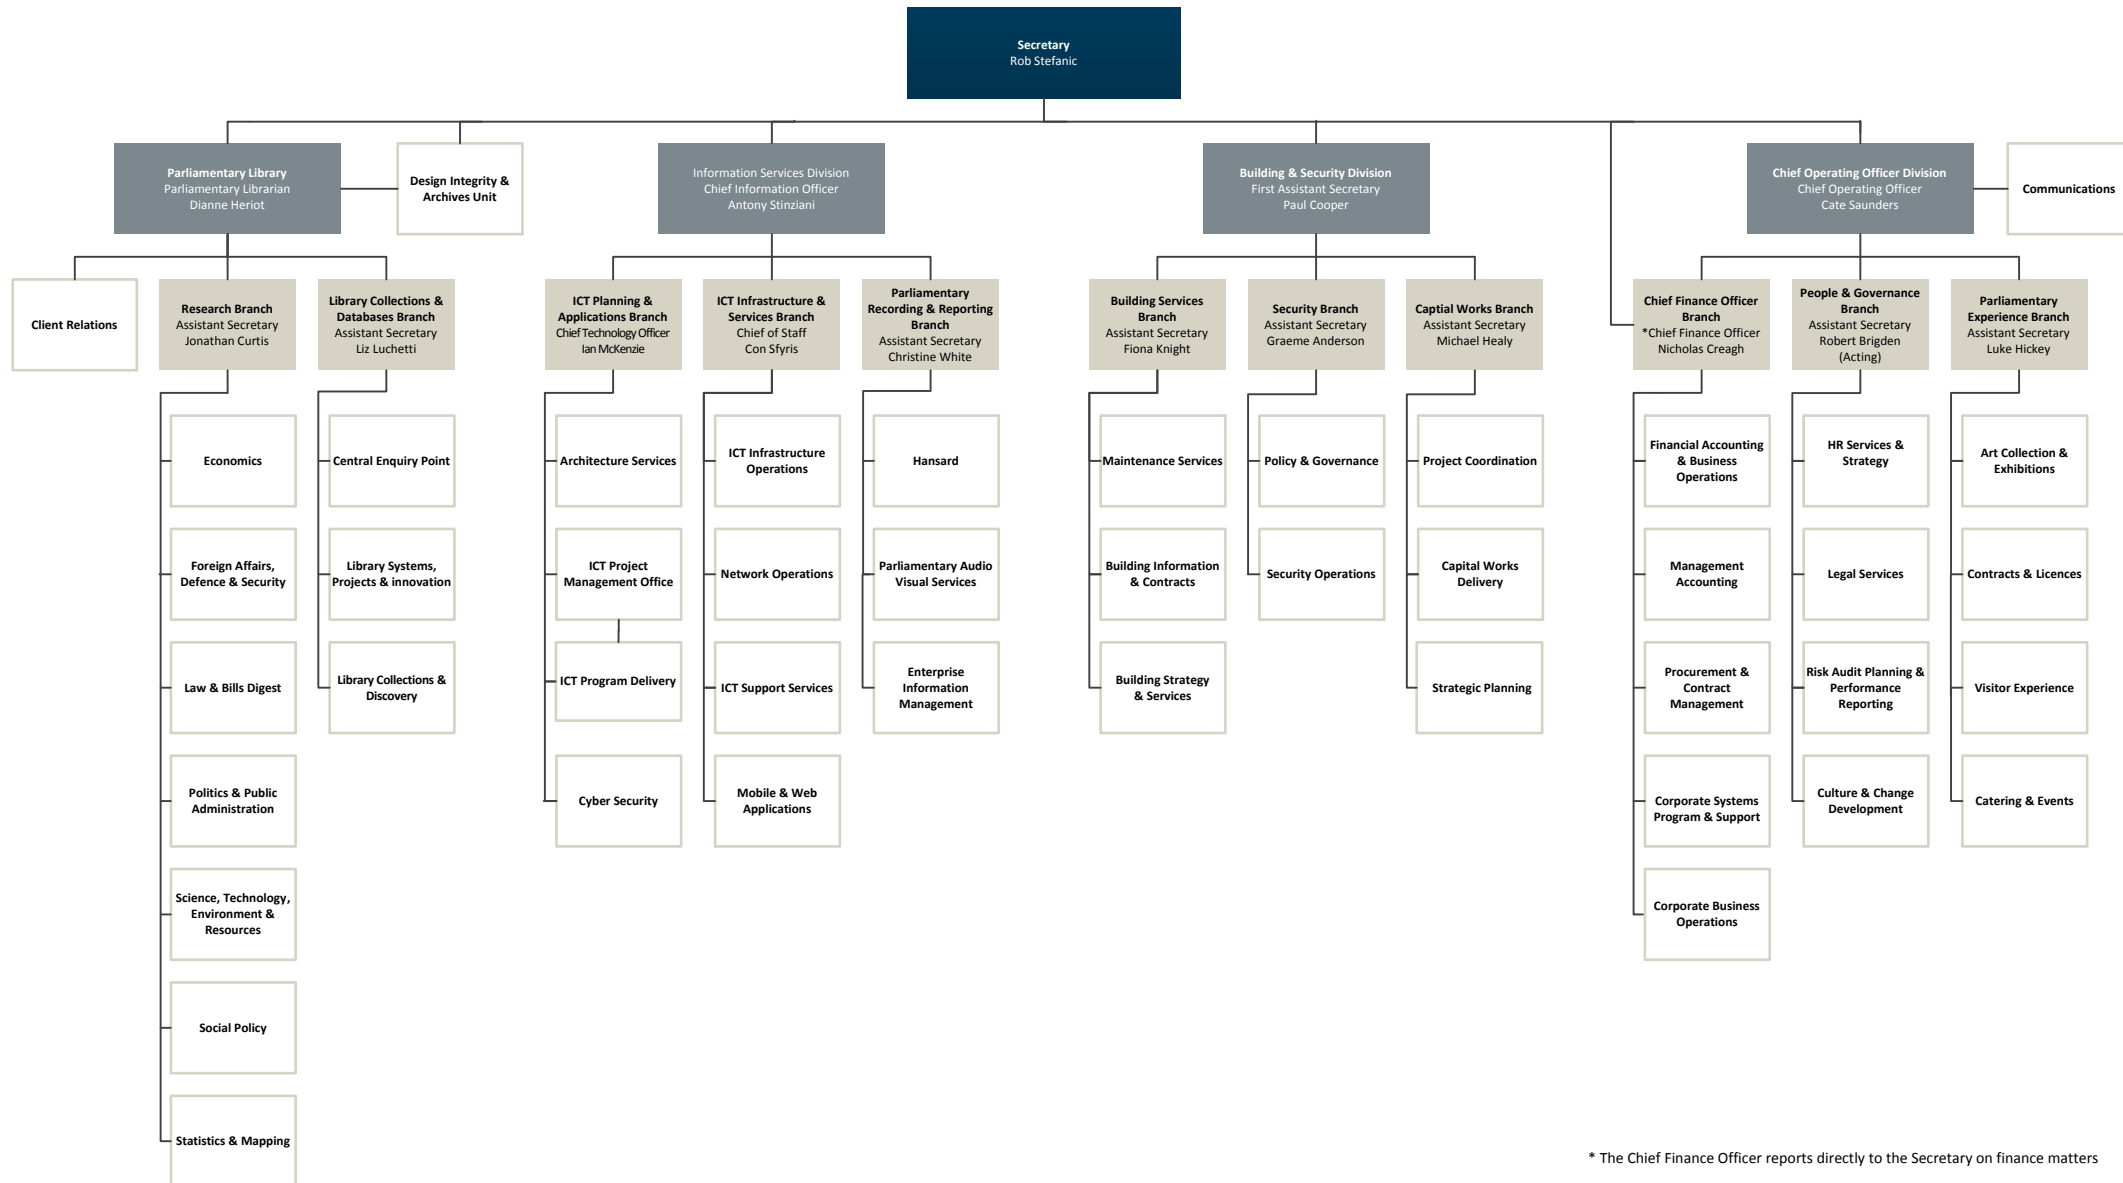 Secretary
Rob Stefanic
Parliamentary Library
Parliamentary Librarian
Dianne Heriot
Design Integrity &
Archives Unit
Information Services Division
Chief Information Officer
Antony Stinziani
Building & Security Division
First Assistant Secretary
Paul Cooper
Chief Operating Officer Division
Chief Operating Officer
Cate Saunders
Communications
Client Relations
Research Branch
Assistant Secretary
Jonathan Curtis
Library Collections &
Databases Branch
Assistant Secretary
Liz Luchetti
ICT Planning &
Applications Branch
Chief Technology Officer
Ian McKenzie
ICT Infrastructure &
Services Branch
Chief of Staff
Con Sfyris
Parliamentary
Recording & Reporting
Branch
Assistant Secretary
Christine White
Building Services
Branch
Assistant Secretary
Fiona Knight
Security Branch
Assistant Secretary
Graeme Anderson
Captial Works Branch
Assistant Secretary
Michael Healy
Chief Finance Officer
Branch
*Chief Finance Officer
Nicholas Creagh
People & Governance
Branch
Assistant Secretary
Robert Brigden
(Acting)
Parliamentary
Experience Branch
Assistant Secretary
Luke Hickey
Economics
Central Enquiry Point
Architecture Services
ICT Infrastructure
Operations
Hansard
Maintenance Services
Policy & Governance
Project Coordination
Financial Accounting
& Business
Operations
HR Services &
Strategy
Art Collection &
Exhibitions
Foreign Affairs,
Defence & Security
Library Systems,
Projects & innovation
ICT Project
Management Office
Network Operations
Parliamentary Audio
Visual Services
Building Information
& Contracts
Security Operations
Capital Works
Delivery
Management
Accounting
Legal Services
Contracts & Licences
Law & Bills Digest
Library Collections &
Discovery
ICT Program Delivery
ICT Support Services
Enterprise
Information
Management
Building Strategy
& Services
Strategic Planning
Procurement &
Contract
Management
Risk Audit Planning &
Performance
Reporting
Visitor Experience
Politics & Public
Administration
Cyber Security
Mobile & Web
Applications
Corporate Systems
Program & Support
Culture & Change
Development
Catering & Events
Science, Technology,
Environment &
Resources
Corporate Business
Operations
Social Policy
Statistics & Mapping
* The Chief Finance Officer reports directly to the Secretary on finance matters